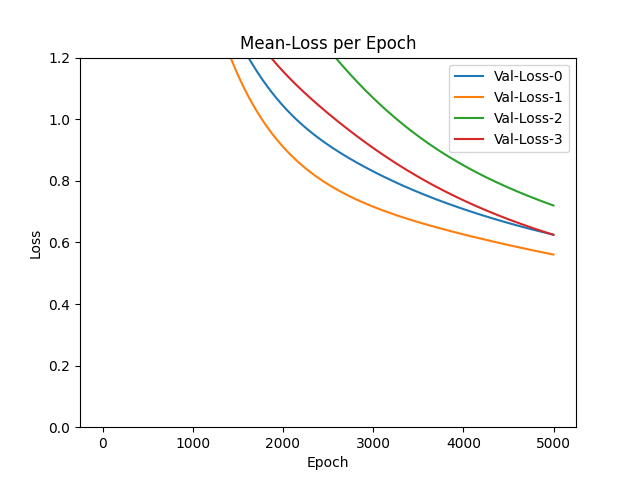 Mean-Loss per Epoch
Loss
1.2
1.0
0.8
0.6
0.4
0.2
0.0
Val-Loss-0
Val-Loss-1
Val-Loss-2
Val-Loss-3
0 1000 2000 3000 4000 5000
Epoch